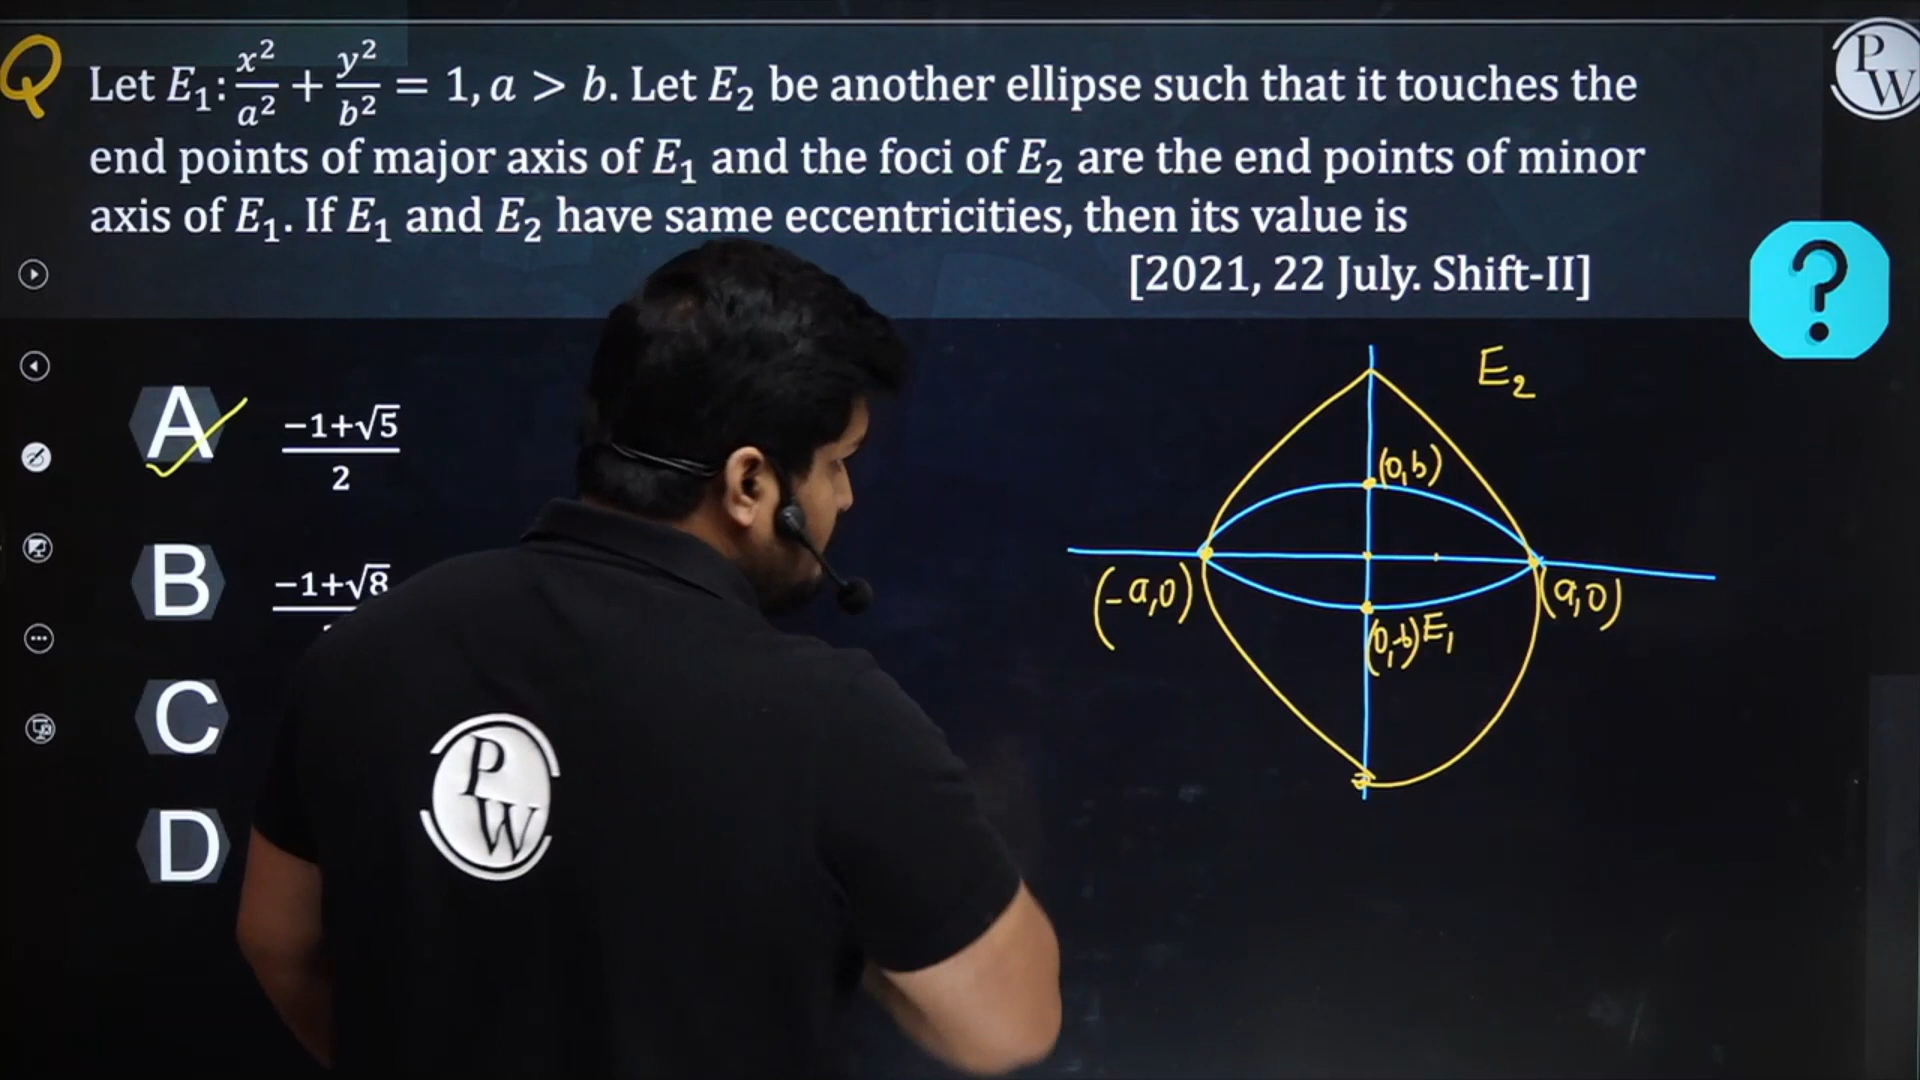 Q
Let E₁: x²/a² + y²/b² = 1, a > b. Let E₂ be another ellipse such that it touches the
end points of major axis of E₁ and the foci of E₂ are the end points of minor
axis of E₁. If E₁ and E₂ have same eccentricities, then its value is
[2021, 22 July. Shift-II]
PW
?
A (−1+√5)/2
B −1+√8
C
D
E₂
(0,b)
(-a,0)
(a,0)
(0,-b) E₁
PW